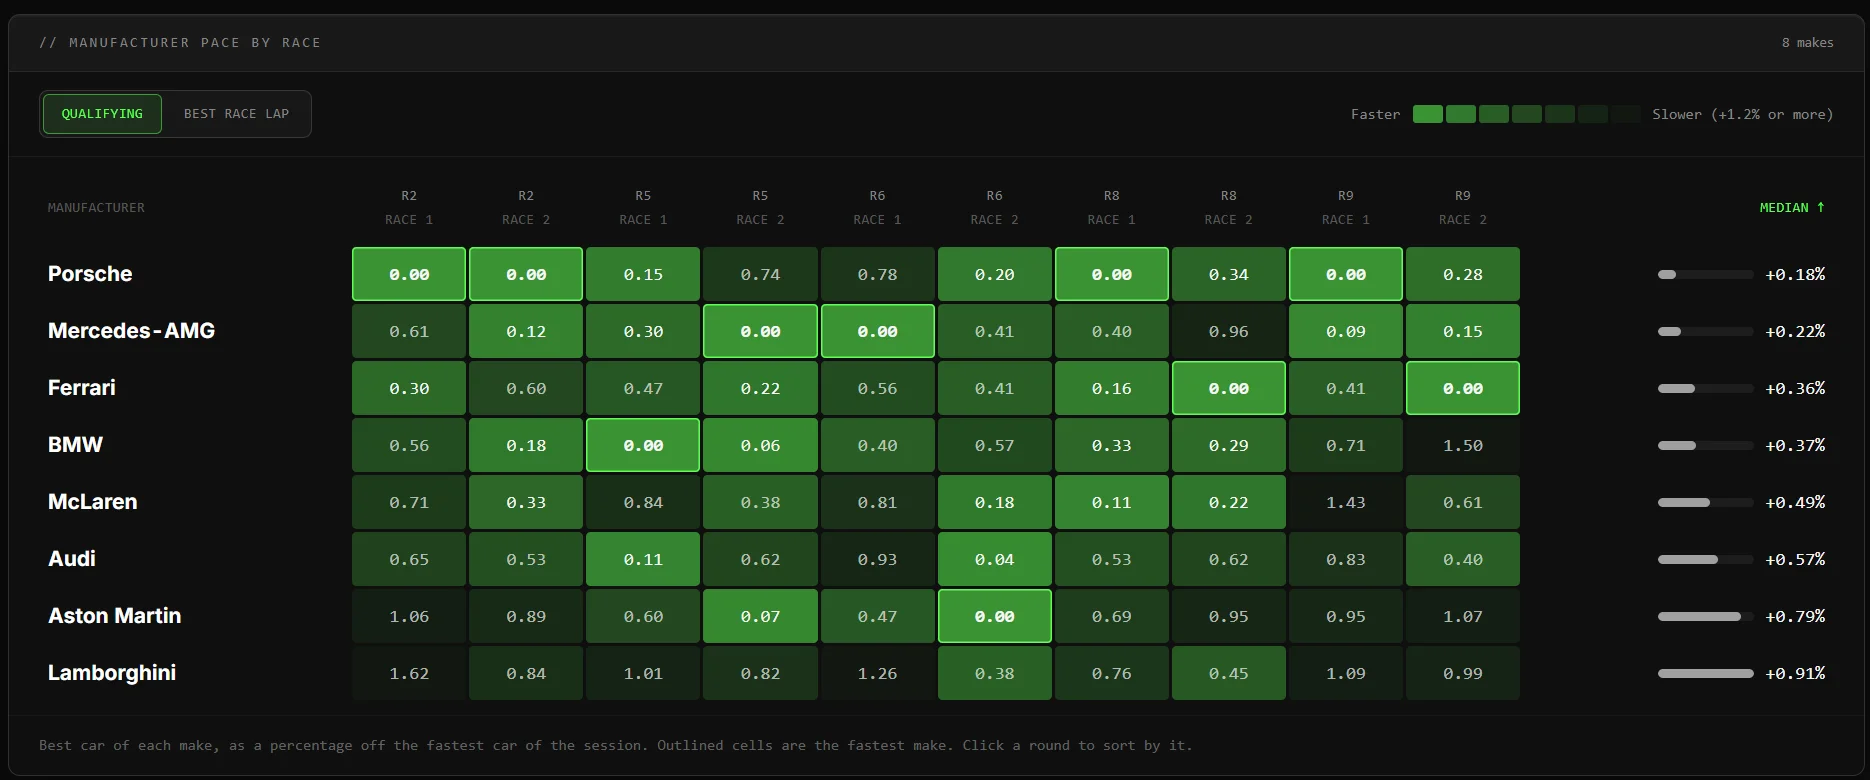 // MANUFACTURER PACE BY RACE 8 makes
QUALIFYING BEST RACE LAP Faster Slower (+1.2% or more)
R2 R2 R5 R5 R6 R6 R8 R8 R9 R9
MANUFACTURER MEDIAN ↑
RACE 1 RACE 2 RACE 1 RACE 2 RACE 1 RACE 2 RACE 1 RACE 2 RACE 1 RACE 2
Porsche 0.00 0.00 0.15 0.74 0.78 0.20 0.00 0.34 0.00 0.28 +0.18%
Mercedes-AMG 0.61 0.12 0.30 0.00 0.00 0.41 0.40 0.96 0.09 0.15 +0.22%
Ferrari 0.30 0.60 0.47 0.22 0.56 0.41 0.16 0.00 0.41 0.00 +0.36%
BMW 0.56 0.18 0.00 0.06 0.40 0.57 0.33 0.29 0.71 1.50 +0.37%
McLaren 0.71 0.33 0.84 0.38 0.81 0.18 0.11 0.22 1.43 0.61 +0.49%
Audi 0.65 0.53 0.11 0.62 0.93 0.04 0.53 0.62 0.83 0.40 +0.57%
Aston Martin 1.06 0.89 0.60 0.07 0.47 0.00 0.69 0.95 0.95 1.07 +0.79%
Lamborghini 1.62 0.84 1.01 0.82 1.26 0.38 0.76 0.45 1.09 0.99 +0.91%
Best car of each make, as a percentage off the fastest car of the session. Outlined cells are the fastest make. Click a round to sort by it.